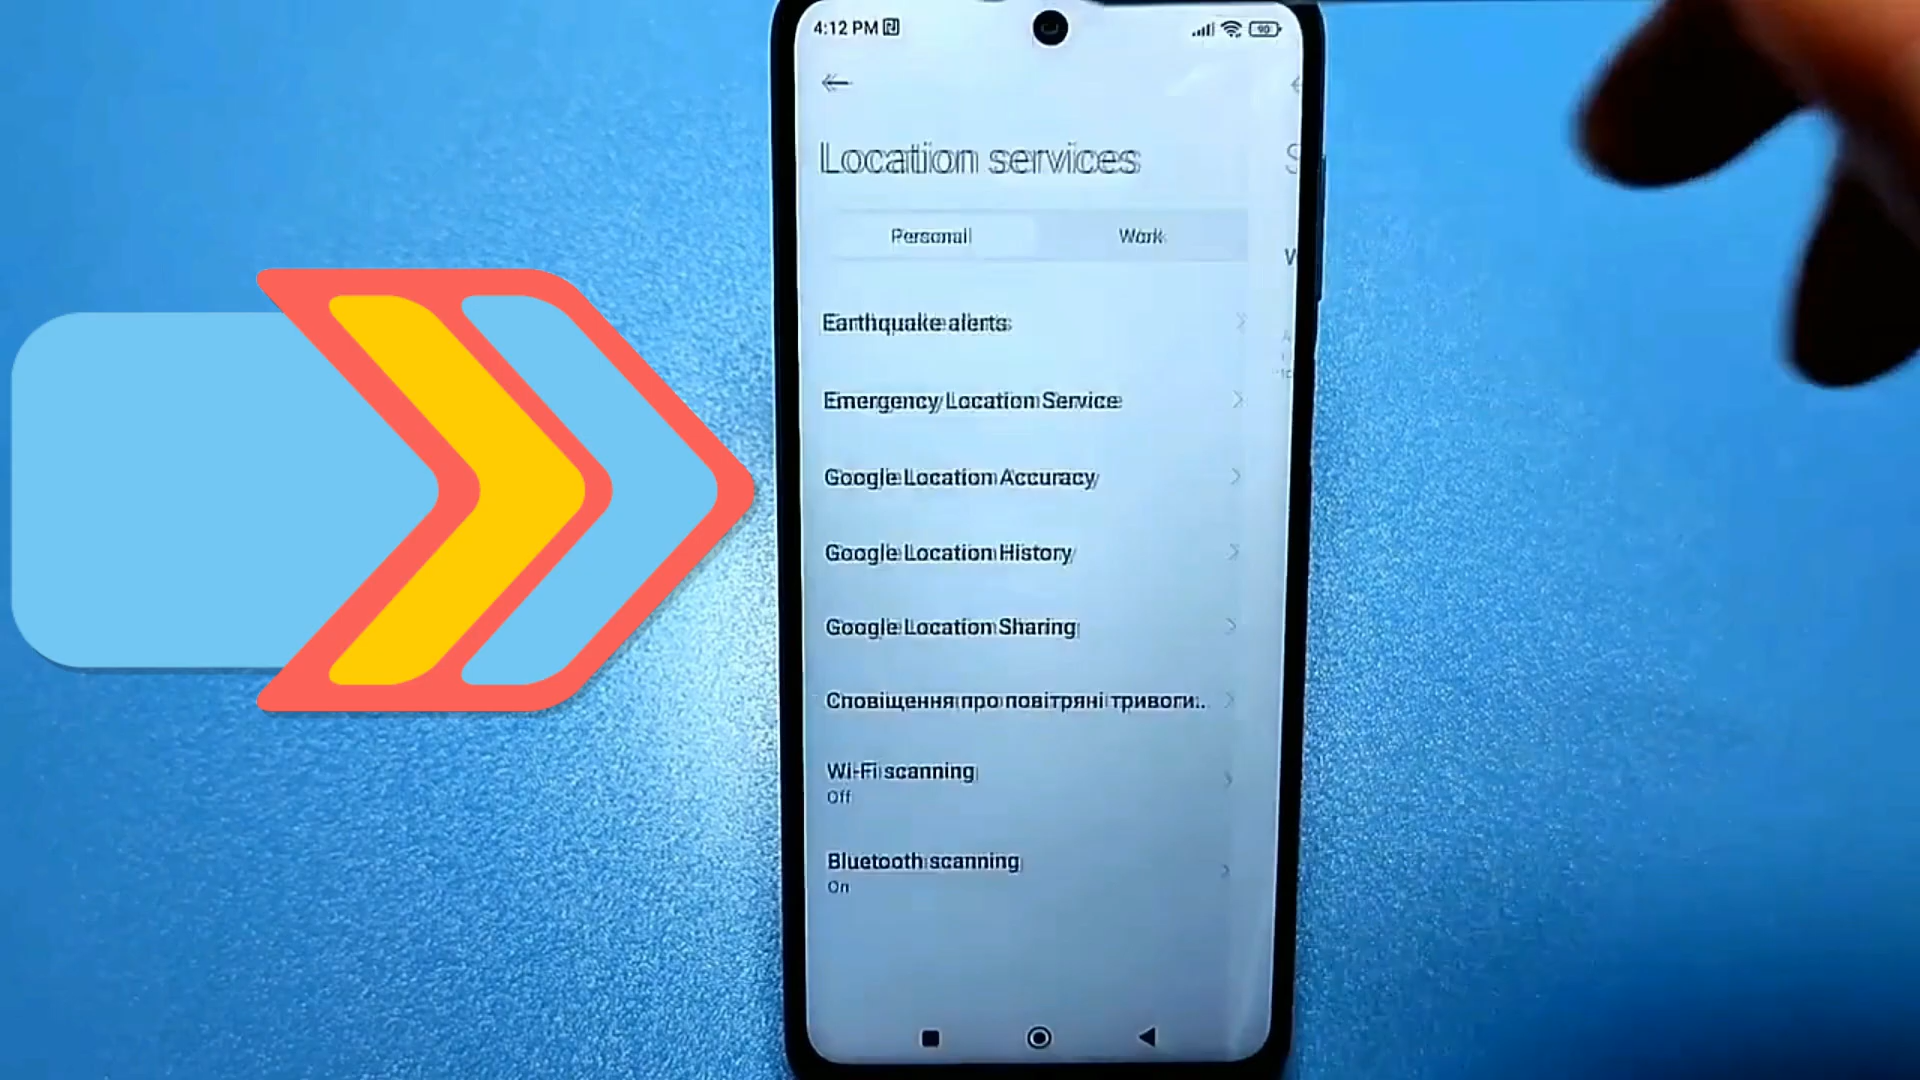 4:12 PM
90
Location services
Personal
Work
Earthquake alerts
Emergency Location Service
Google Location Accuracy
Google Location History
Google Location Sharing
Сповіщення про повітряні тривоги...
Wi-Fi scanning
Off
Bluetooth scanning
On